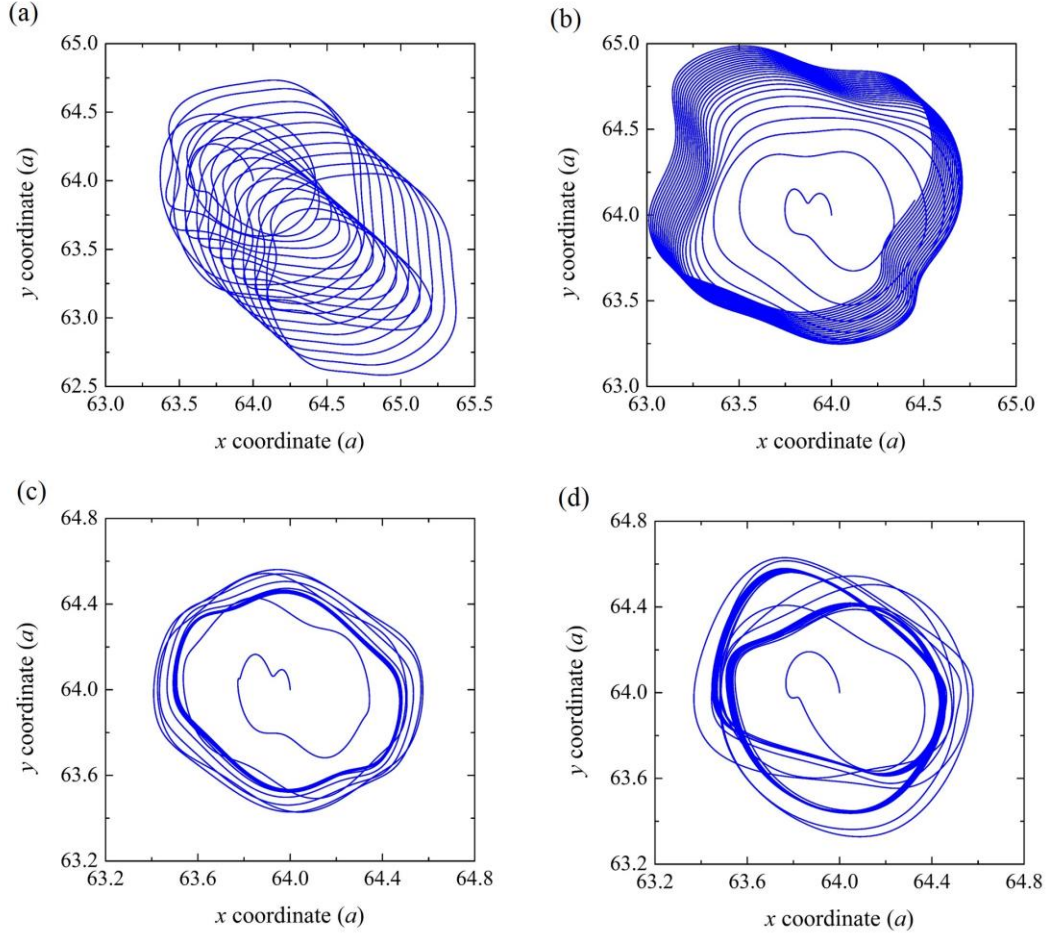 (a)
65.0
64.5
64.0
63.5
63.0
62.5
63.0 63.5 64.0 64.5 65.0 65.5
y coordinate (a)
x coordinate (a)
(b)
65.0
64.5
64.0
63.5
63.0
63.0 63.5 64.0 64.5 65.0
y coordinate (a)
x coordinate (a)
(c)
64.8
64.4
64.0
63.6
63.2
63.2 63.6 64.0 64.4 64.8
y coordinate (a)
x coordinate (a)
(d)
64.8
64.4
64.0
63.6
63.2
63.2 63.6 64.0 64.4 64.8
y coordinate (a)
x coordinate (a)